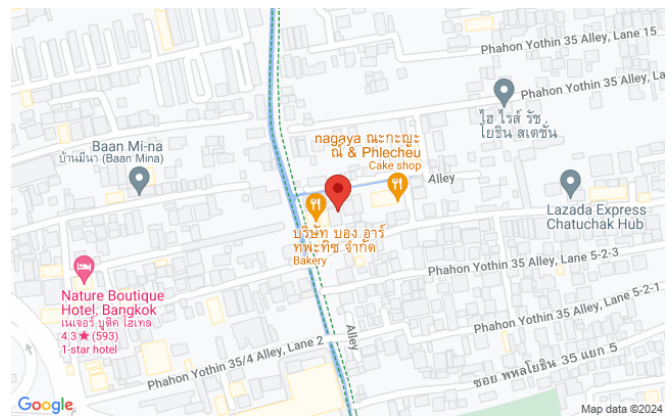 Phahon Yothin 35 Alley, Lane 15
Phahon Yothin 35 Alley, La
ไฮ ไรส์ รัช
โยธิน สเตชั่น
Baan Mi-na
บ้านมีนา (Baan Mina)
nagaya ณะกะญะ
ณี & Phlecheu
Cake shop
Alley
Lazada Express
Chatuchak Hub
บริษัท บอง อาร์
ทพะทิซ จำกัด
Bakery
Phahon Yothin 35 Alley, Lane 5-2-3
Nature Boutique
Hotel, Bangkok
เนเจอร์ บูติค โฮเทล
4.3★(593)
1-star hotel
Phahon Yothin 35 Alley, Lane 5-2-1
Alley
Phahon Yothin 35/4 Alley, Lane 2
ซอย พหลโยธิน 35 แยก 5
Google
Map data ©2024